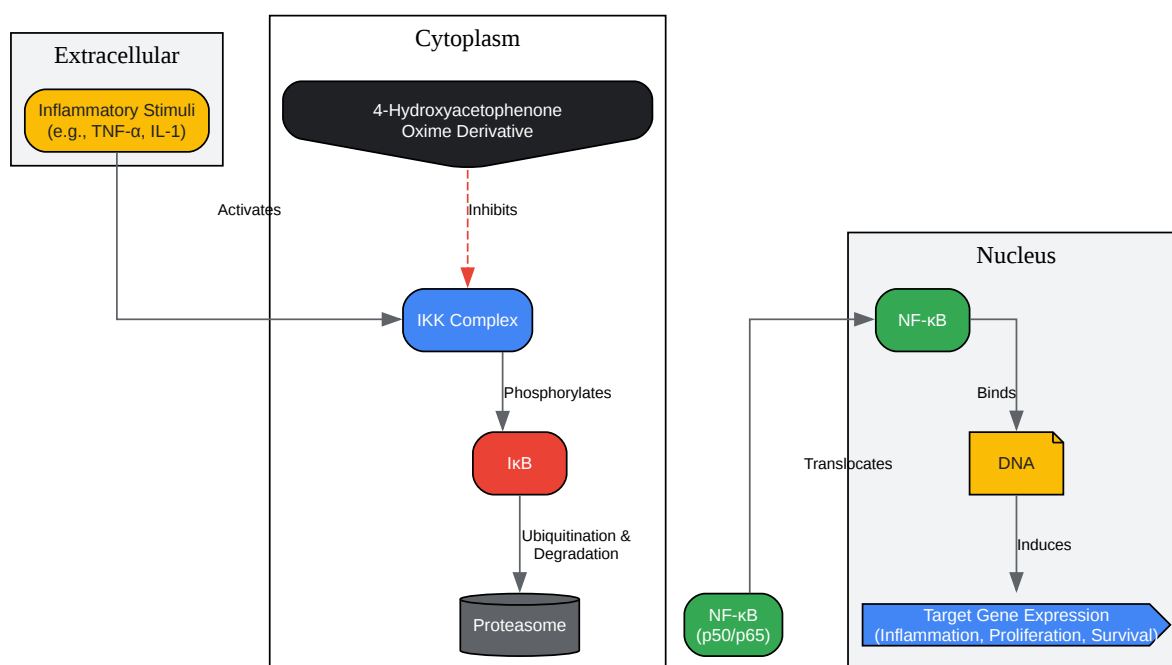 Extracellular
Inflammatory Stimuli
(e.g., TNF-α, IL-1)
Cytoplasm
4-Hydroxyacetophenone
Oxime Derivative
Activates
Inhibits
IKK Complex
Phosphorylates
IκB
Ubiquitination &
Degradation
Proteasome
NF-κB
(p50/p65)
Translocates
Nucleus
NF-κB
Binds
DNA
Induces
Target Gene Expression
(Inflammation, Proliferation, Survival)